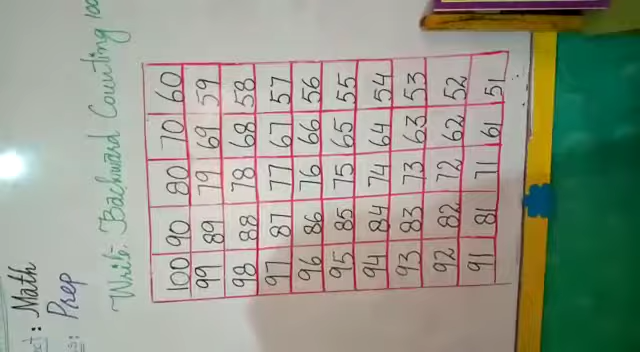 : Math
: Prep
Write Backward Counting 100
100 90 80 70 60
99 89 79 69 59
98 88 78 68 58
97 87 77 67 57
96 86 76 66 56
95 85 75 65 55
94 84 74 64 54
93 83 73 63 53
92 82 72 62 52
91 81 71 61 51